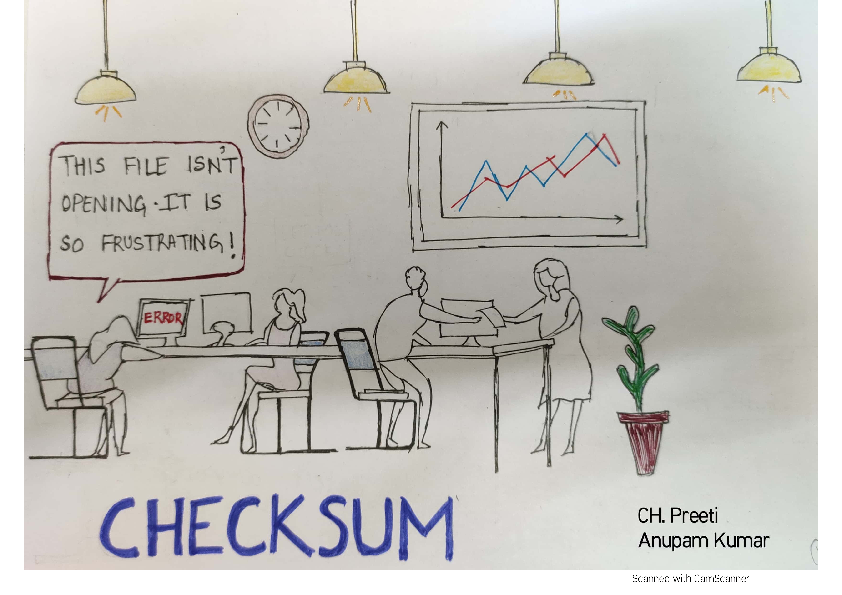 THIS FILE ISN'T
OPENING. IT IS
SO FRUSTRATING!
ERROR
CHECKSUM
CH. Preeti
Anupam Kumar
Scanned with CamScanner